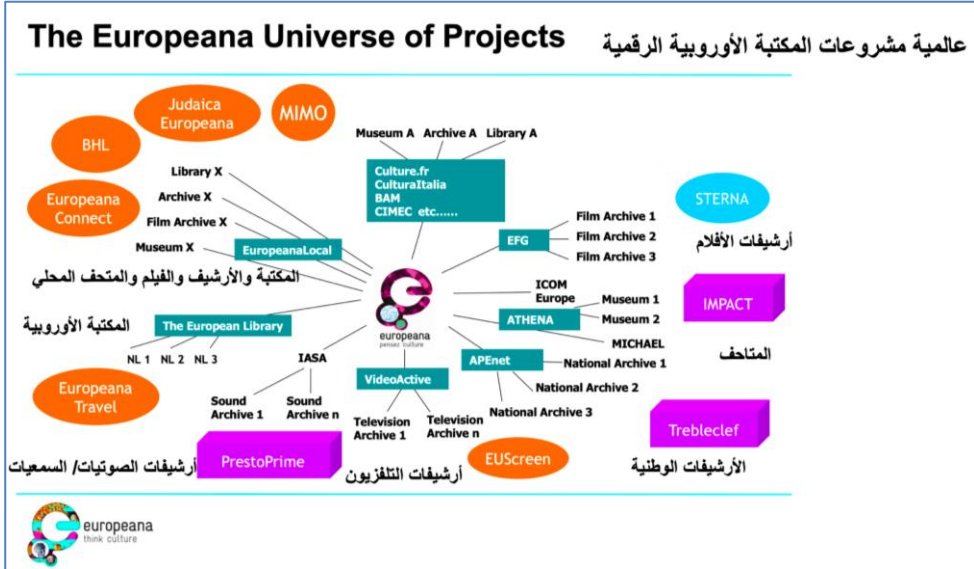 The Europeana Universe of Projects
عالمية مشروعات المكتبة الأوروبية الرقمية
Judaica
Europeana
MIMO
BHL
Europeana
Connect
Museum A
Archive A
Library A
Culture.fr
CulturaItalia
BAM
CIMEC etc......
Library X
Archive X
Film Archive X
Museum X
EuropeanaLocal
المكتبة والأرشيف والفيلم والمتحف المحلي
EFG
Film Archive 1
Film Archive 2
Film Archive 3
STERNA
أرشيفات الأفلام
ICOM
Europe
ATHENA
Museum 1
Museum 2
MICHAEL
IMPACT
المتاحف
europeana
pensez culture
المكتبة الأوروبية
The European Library
NL 1
NL 2
NL 3
IASA
Sound
Archive 1
Sound
Archive n
VideoActive
Television
Archive 1
Television
Archive n
APEnet
National Archive 1
National Archive 2
National Archive 3
Europeana
Travel
Trebleclef
الأرشيفات الوطنية
أرشيفات الصوتيات/ السمعيات
PrestoPrime
أرشيفات التلفزيون
EUScreen
europeana
think culture